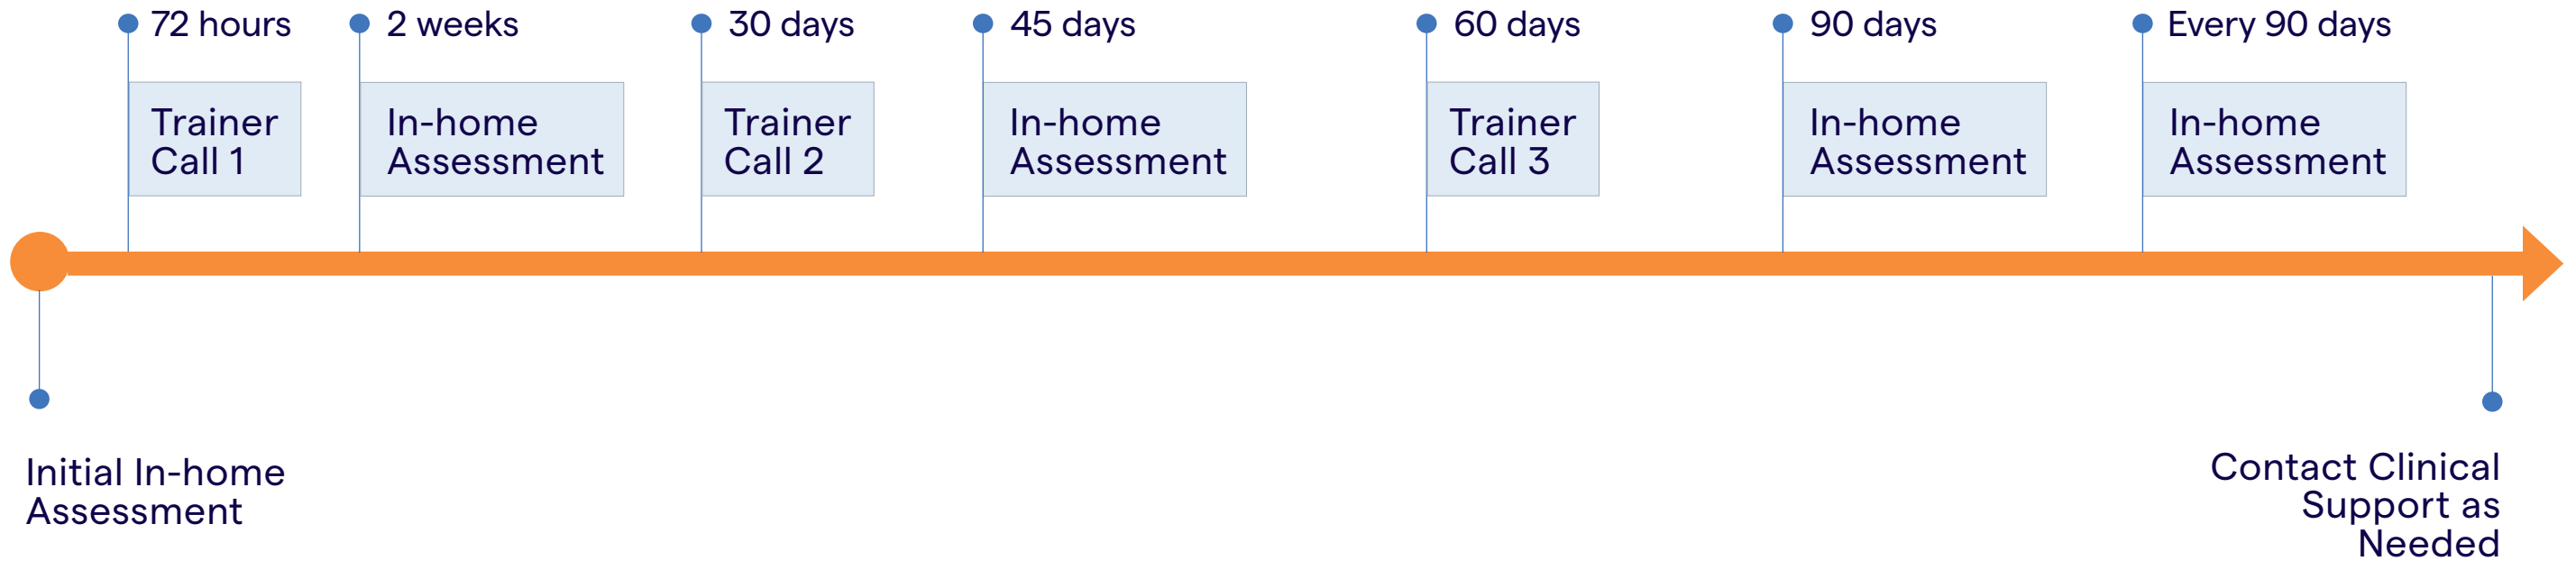 72 hours
2 weeks
30 days
45 days
60 days
90 days
Every 90 days
Trainer
Call 1
In-home
Assessment
Trainer
Call 2
In-home
Assessment
Trainer
Call 3
In-home
Assessment
In-home
Assessment
Initial In-home
Assessment
Contact Clinical
Support as
Needed